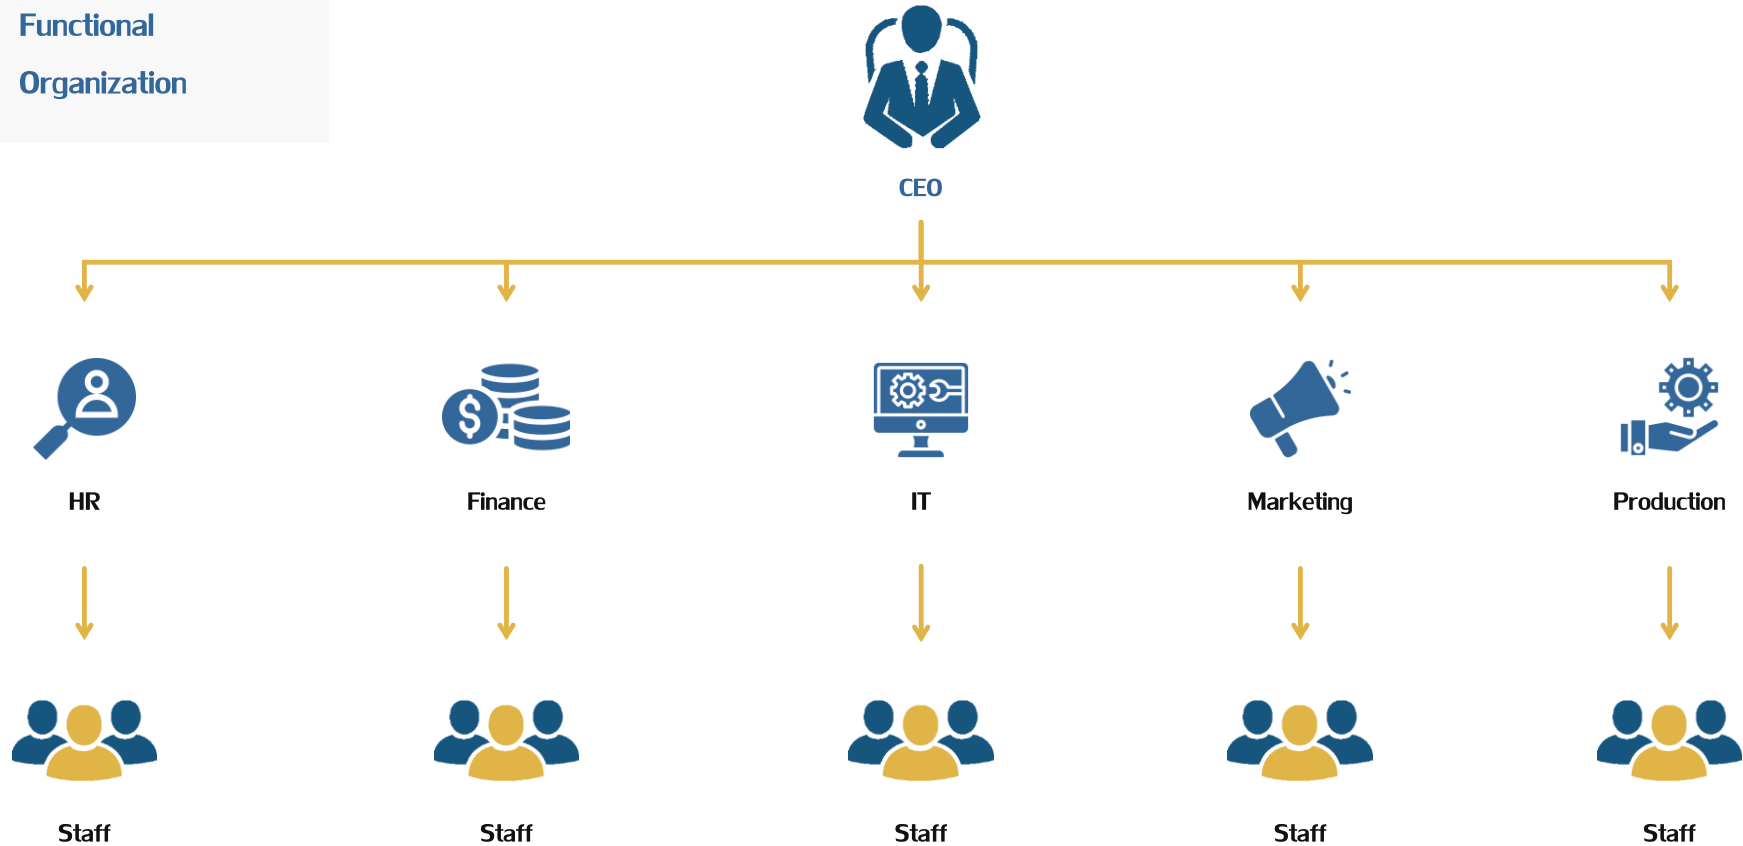 Functional
Organization
CEO
HR
Finance
IT
Marketing
Production
Staff
Staff
Staff
Staff
Staff